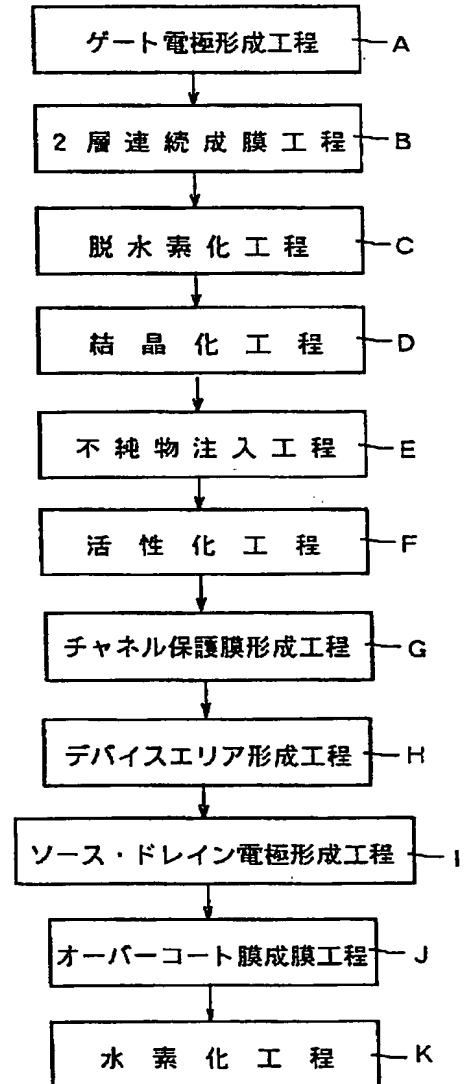 ゲート電極形成工程 A
2層連続成膜工程 B
脱水素化工程 C
結晶化工程 D
不純物注入工程 E
活性化工程 F
チャネル保護膜形成工程 G
デバイスエリア形成工程 H
ソース・ドレイン電極形成工程 I
オーバーコート膜成膜工程 J
水素化工程 K